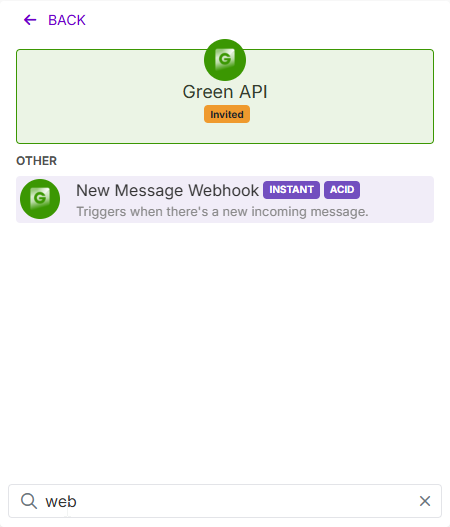 BACK
Green API
Invited
OTHER
New Message Webhook INSTANT ACID
Triggers when there's a new incoming message.
web